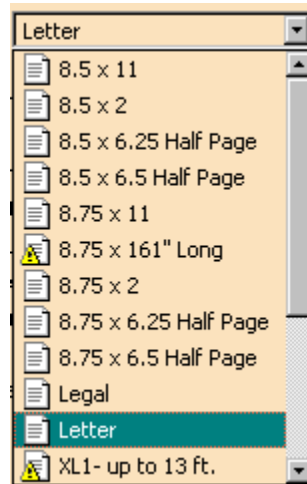 Letter
8.5 x 11
8.5 x 2
8.5 x 6.25 Half Page
8.5 x 6.5 Half Page
8.75 x 11
8.75 x 161" Long
8.75 x 2
8.75 x 6.25 Half Page
8.75 x 6.5 Half Page
Legal
Letter
XL1- up to 13 ft.